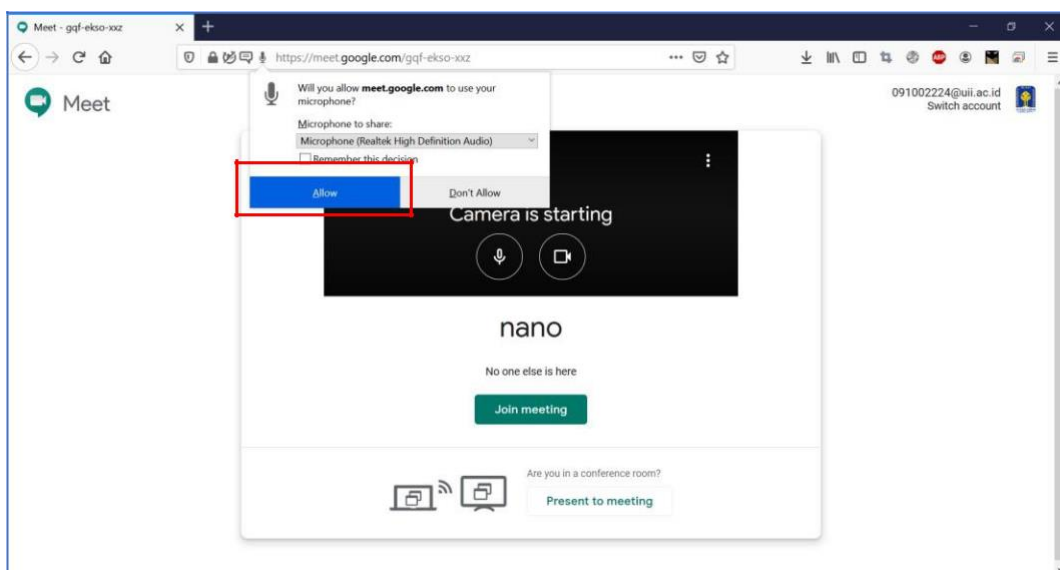 Meet - gqf-ekso-xxz
https://meet.google.com/gqf-ekso-xxz
Meet
091002224@uii.ac.id
Switch account
Will you allow meet.google.com to use your
microphone?
Microphone to share:
Microphone (Realtek High Definition Audio)
Remember this decision
Allow
Don't Allow
Camera is starting
nano
No one else is here
Join meeting
Are you in a conference room?
Present to meeting